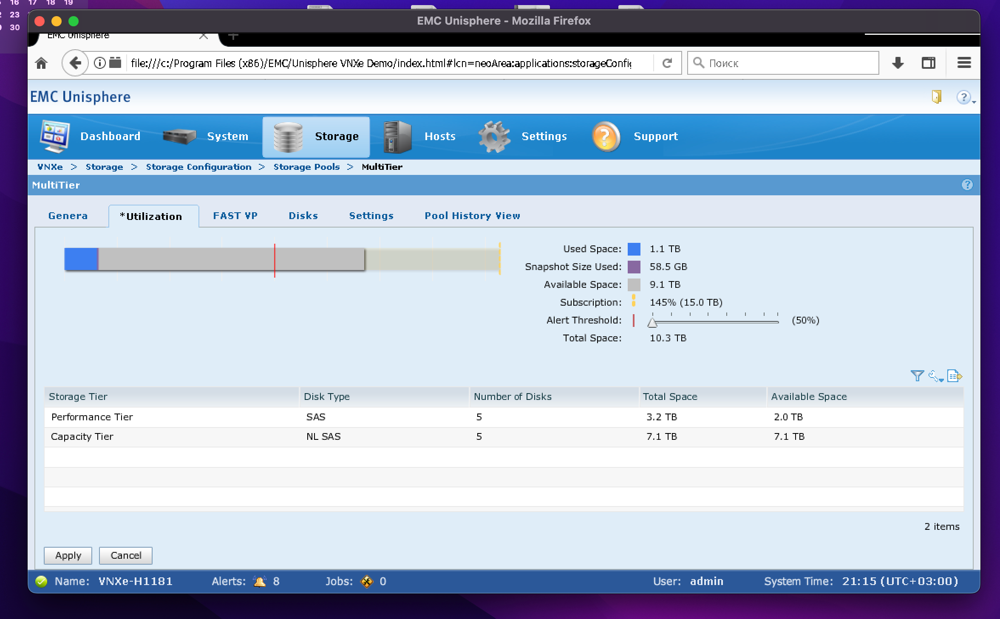 16 17 18 19
23
30
EMC Unisphere - Mozilla Firefox
EMC Unisphere
file:///c:/Program Files (x86)/EMC/Unisphere VNXe Demo/index.html#lcn=neoArea:applications:storageConfig
Поиск
EMC Unisphere
Dashboard System Storage Hosts Settings Support
VNXe > Storage > Storage Configuration > Storage Pools > MultiTier
MultiTier
Genera *Utilization FAST VP Disks Settings Pool History View
Used Space: 1.1 TB
Snapshot Size Used: 58.5 GB
Available Space: 9.1 TB
Subscription: 145% (15.0 TB)
Alert Threshold: (50%)
Total Space: 10.3 TB
Storage Tier Disk Type Number of Disks Total Space Available Space
Performance Tier SAS 5 3.2 TB 2.0 TB
Capacity Tier NL SAS 5 7.1 TB 7.1 TB
2 items
Apply Cancel
Name: VNXe-H1181 Alerts: 8 Jobs: 0 User: admin System Time: 21:15 (UTC+03:00)